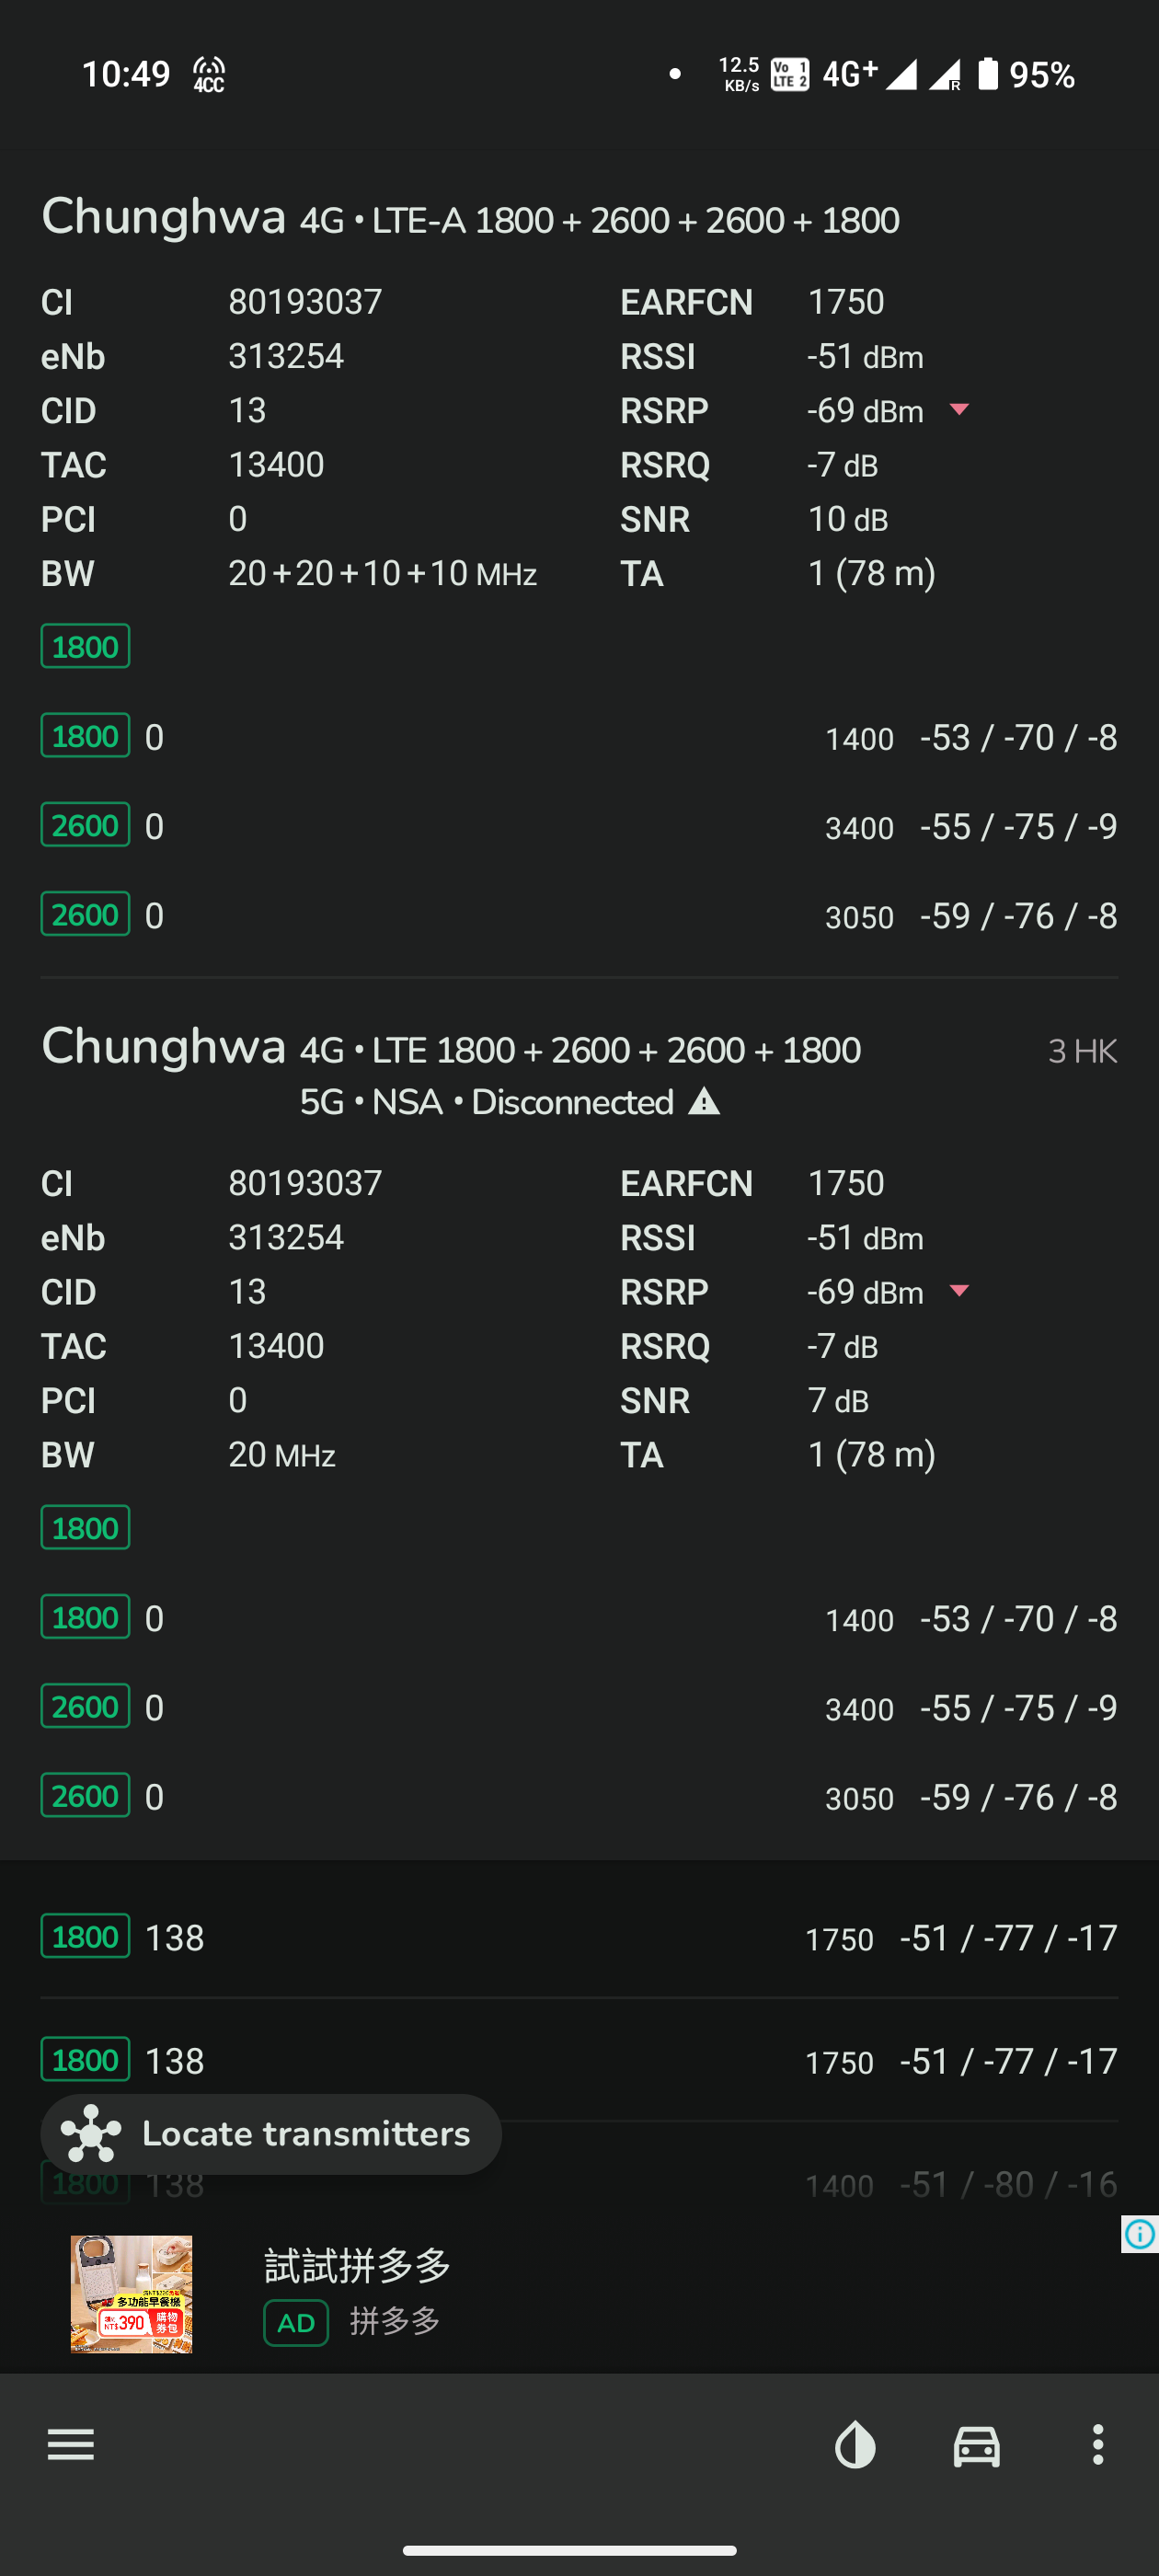 10:49 4CC 12.5 KB/s Vo LTE 1 2 4G+ R 95%
Chunghwa 4G • LTE-A 1800 + 2600 + 2600 + 1800
CI 80193037 EARFCN 1750
eNb 313254 RSSI -51 dBm
CID 13 RSRP -69 dBm
TAC 13400 RSRQ -7 dB
PCI 0 SNR 10 dB
BW 20+20+10+10 MHz TA 1 (78 m)
1800
1800 0 1400 -53 / -70 / -8
2600 0 3400 -55 / -75 / -9
2600 0 3050 -59 / -76 / -8
Chunghwa 4G • LTE 1800 + 2600 + 2600 + 1800 3 HK
5G • NSA • Disconnected
CI 80193037 EARFCN 1750
eNb 313254 RSSI -51 dBm
CID 13 RSRP -69 dBm
TAC 13400 RSRQ -7 dB
PCI 0 SNR 7 dB
BW 20 MHz TA 1 (78 m)
1800
1800 0 1400 -53 / -70 / -8
2600 0 3400 -55 / -75 / -9
2600 0 3050 -59 / -76 / -8
1800 138 1750 -51 / -77 / -17
1800 138 1750 -51 / -77 / -17
Locate transmitters
1800 138 1400 -51 / -80 / -16
試試拼多多
AD 拼多多
多功能早餐機
NT$390 購物
券包